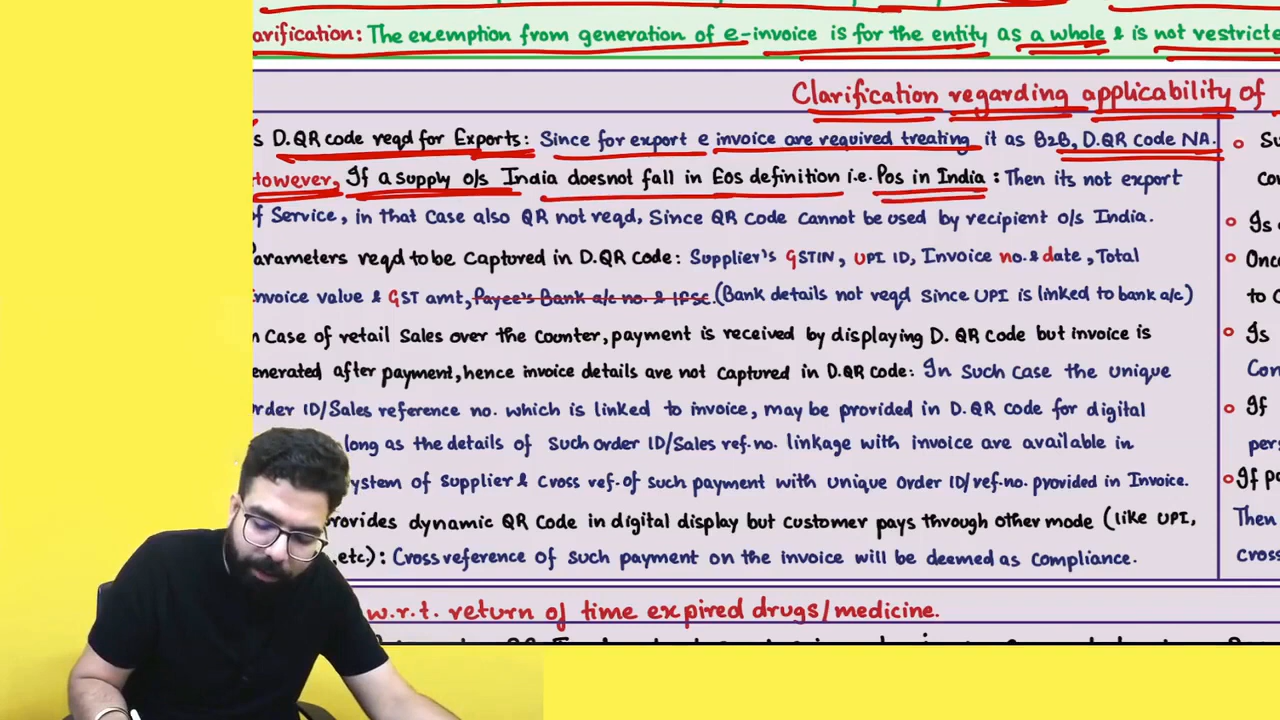 arification: The exemption from generation of e-invoice is for the entity as a whole & is not restricte
Clarification regarding applicability of
s D.QR code reqd for Exports: Since for export e invoice are required treating it as B2B, D.QR code NA.
However, If a supply o/s India doesnot fall in Eos definition i.e. Pos in India : Then its not export
of Service, in that case also QR not reqd, Since QR code cannot be used by recipient o/s India.
Parameters reqd to be Captured in D.QR code: Supplier's GSTIN, UPI ID, Invoice no. & date, Total
Invoice value & GST amt, Payee's Bank a/c no. & IFSC. (Bank details not reqd Since UPI is linked to bank a/c)
n Case of retail Sales over the Counter, payment is received by displaying D. QR code but invoice is
enerated after payment, hence invoice details are not captured in D.QR code: In Such case the unique
order ID/Sales reference no. which is linked to invoice, may be provided in D.QR code for digital
long as the details of Such order ID/Sales ref.no. linkage with invoice are available in
ystem of Supplier & Cross ref. of Such payment with unique Order ID/ref.no. provided in Invoice.
rovides dynamic QR Code in digital display but customer pays through other mode (like UPI,
,etc): Cross reference of such payment on the invoice will be deemed as compliance.
w.r.t. return of time expired drugs/medicine.
Su
con
Is
Once
to
Is
Con
If
pers
If
Then
cross